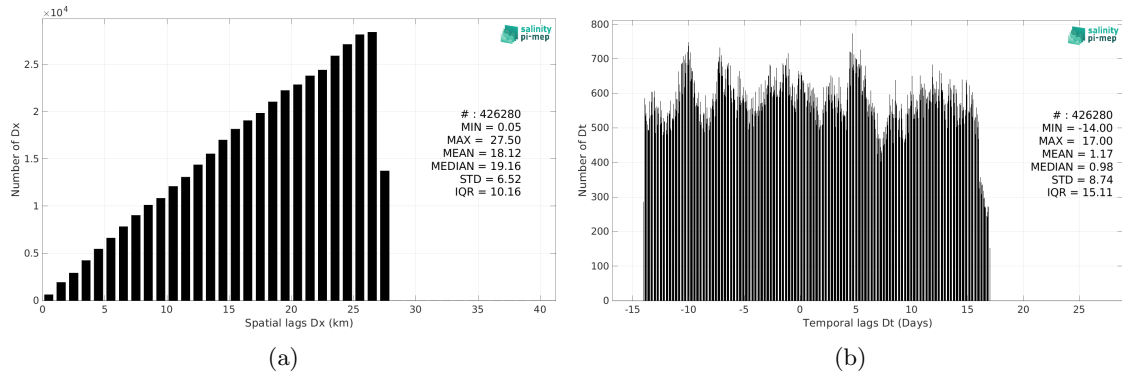 ×10⁴
salinity
pi-mep
2.5
2
1.5
1
0.5
0
Number of Dx
# : 426280
MIN = 0.05
MAX = 27.50
MEAN = 18.12
MEDIAN = 19.16
STD = 6.52
IQR = 10.16
0 5 10 15 20 25 30 35 40
Spatial lags Dx (km)
(a)
salinity
pi-mep
800
700
600
500
400
300
200
100
0
Number of Dt
# : 426280
MIN = -14.00
MAX = 17.00
MEAN = 1.17
MEDIAN = 0.98
STD = 8.74
IQR = 15.11
-15 -10 -5 0 5 10 15 20 25
Temporal lags Dt (Days)
(b)